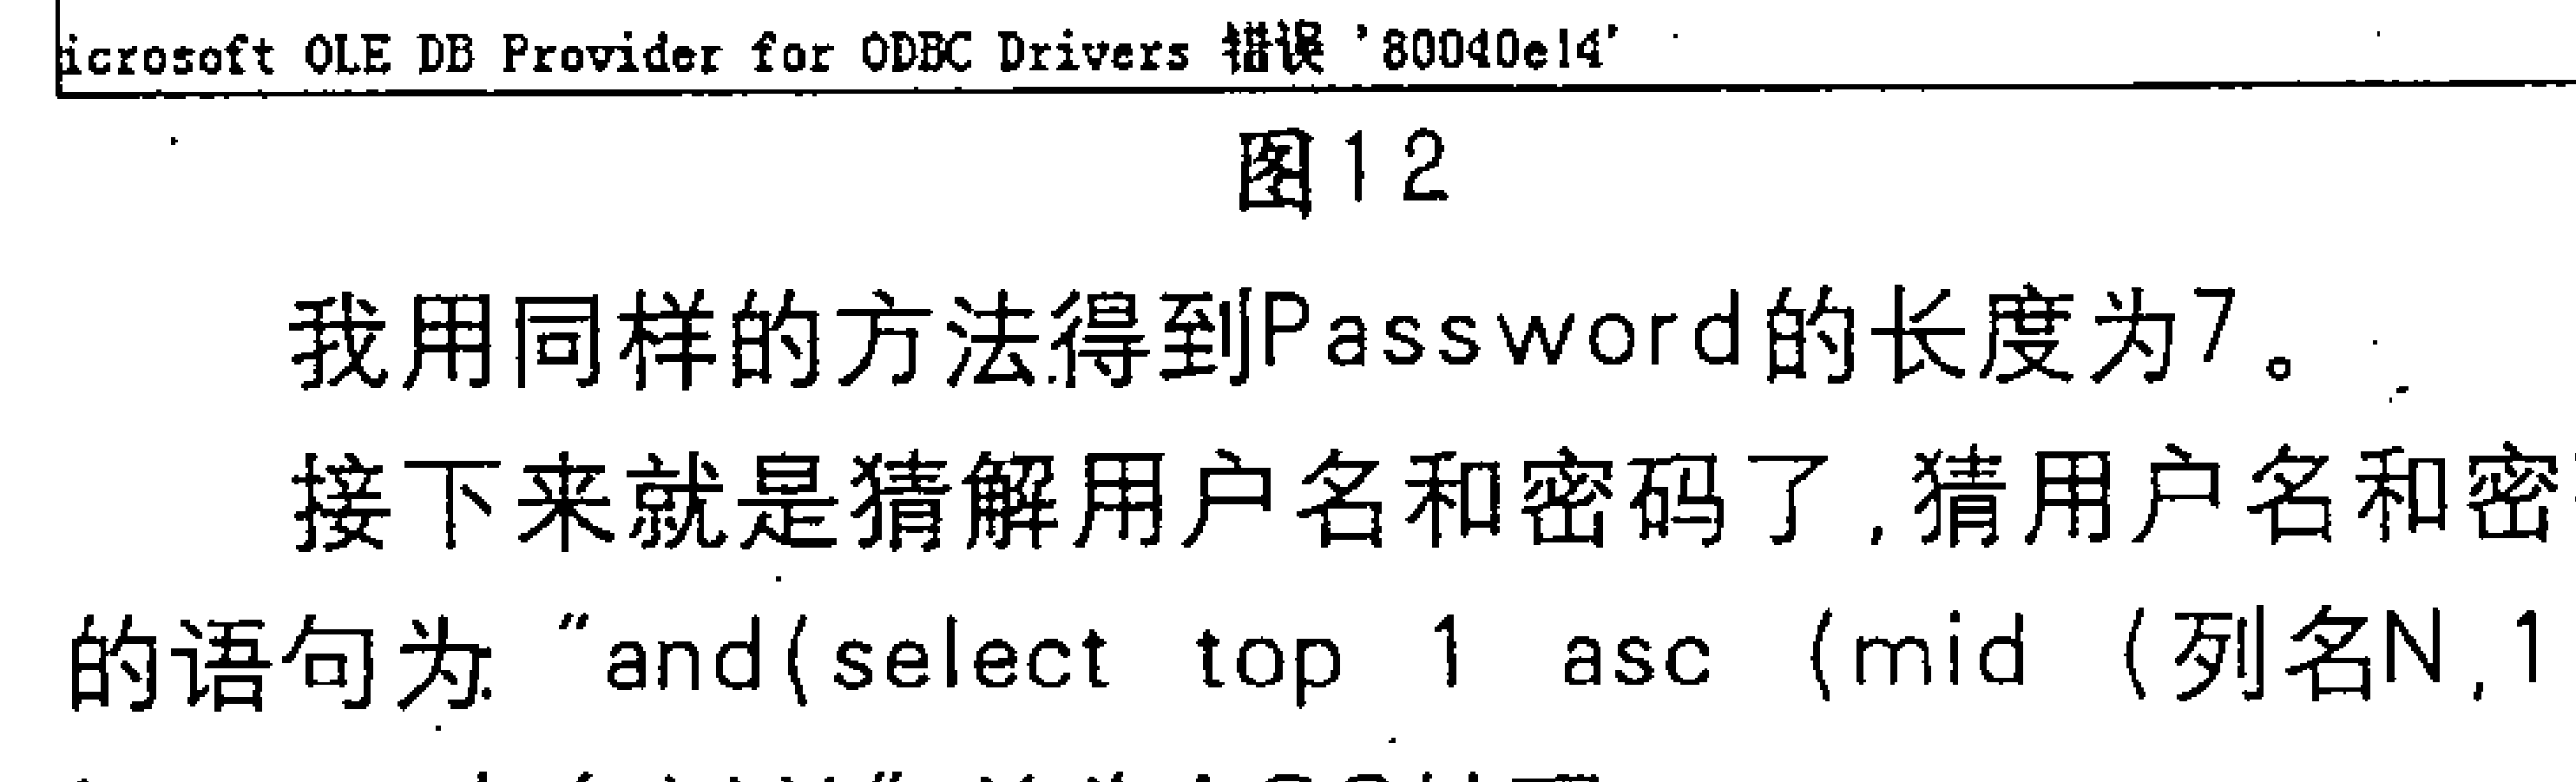 icrosoft OLE DB Provider for ODBC Drivers 错误 '80040e14'
图12
我用同样的方法得到Password的长度为7。
接下来就是猜解用户名和密码了,猜用户名和密
的语句为 "and(select top 1 asc (mid (列名N,1